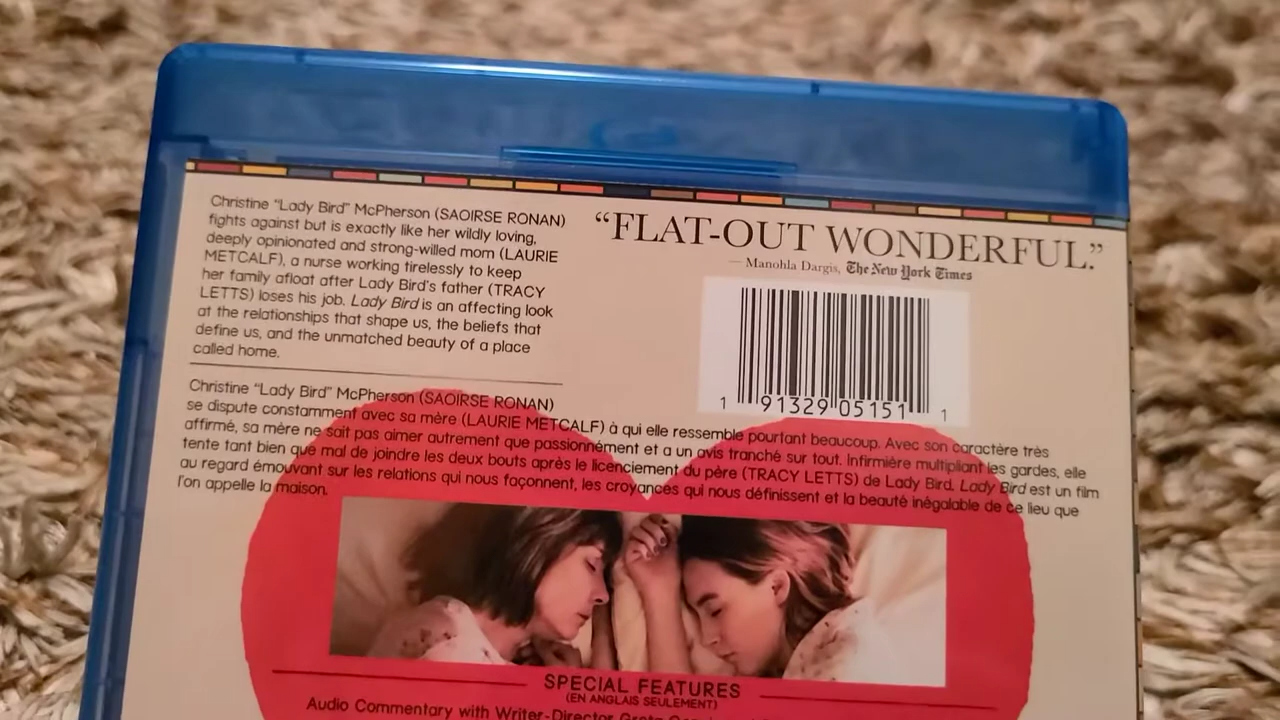 Christine “Lady Bird” McPherson (SAOIRSE RONAN)
fights against but is exactly like her wildly loving,
deeply opinionated and strong-willed mom (LAURIE
METCALF), a nurse working tirelessly to keep
her family afloat after Lady Bird’s father (TRACY
LETTS) loses his job. Lady Bird is an affecting look
at the relationships that shape us, the beliefs that
define us, and the unmatched beauty of a place
called home.
“FLAT-OUT WONDERFUL.”
— Manohla Dargis, The New York Times
1 91329 05151 1
Christine “Lady Bird” McPherson (SAOIRSE RONAN)
se dispute constamment avec sa mère (LAURIE METCALF) à qui elle ressemble pourtant beaucoup. Avec son caractère très
affirmé, sa mère ne sait pas aimer autrement que passionnément et a un avis tranché sur tout. Infirmière multipliant les gardes, elle
tente tant bien que mal de joindre les deux bouts après le licenciement du père (TRACY LETTS) de Lady Bird. Lady Bird est un film
au regard émouvant sur les relations qui nous façonnent, les croyances qui nous définissent et la beauté inégalable de ce lieu que
l’on appelle la maison.
SPECIAL FEATURES
(EN ANGLAIS SEULEMENT)
Audio Commentary with Writer-Director Greta